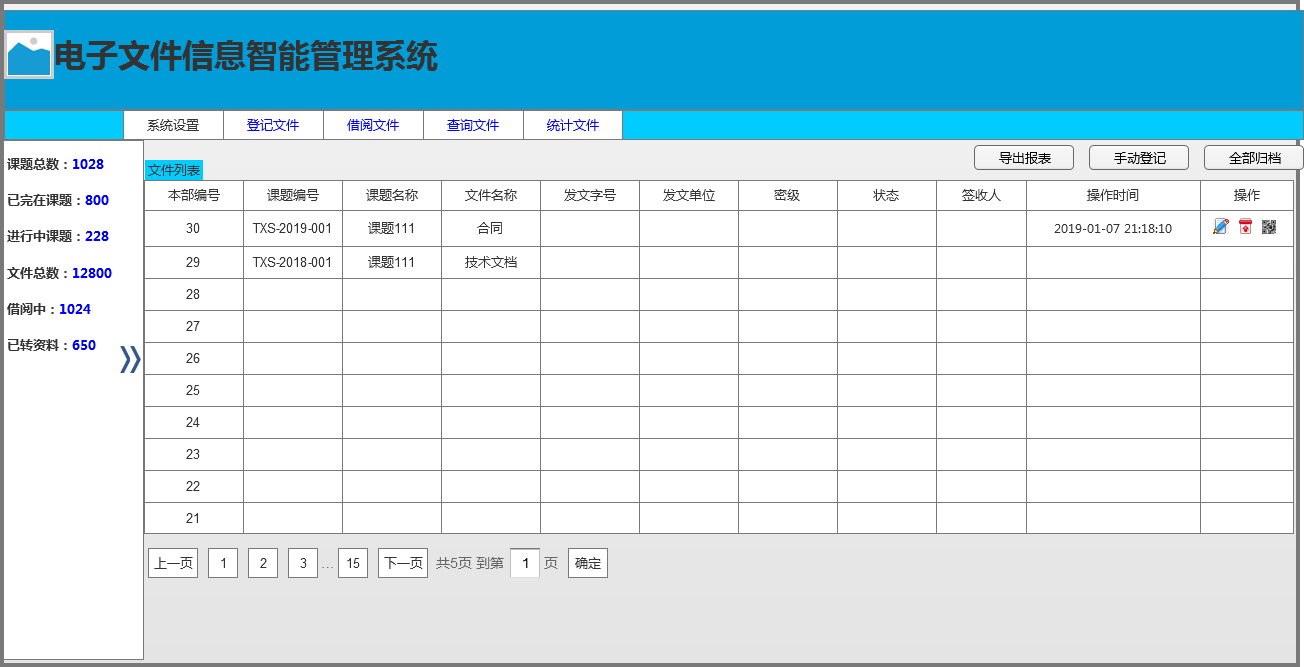 电子文件信息智能管理系统
系统设置 登记文件 借阅文件 查询文件 统计文件
课题总数：1028
已完在课题：800
进行中课题：228
文件总数：12800
借阅中：1024
已转资料：650
导出报表 手动登记 全部归档
文件列表
本部编号 课题编号 课题名称 文件名称 发文字号 发文单位 密级 状态 签收人 操作时间 操作
30 TXS-2019-001 课题111 合同 2019-01-07 21:18:10
29 TXS-2018-001 课题111 技术文档
28
27
26
25
24
23
22
21
上一页 1 2 3 ... 15 下一页 共5页 到第 1 页 确定